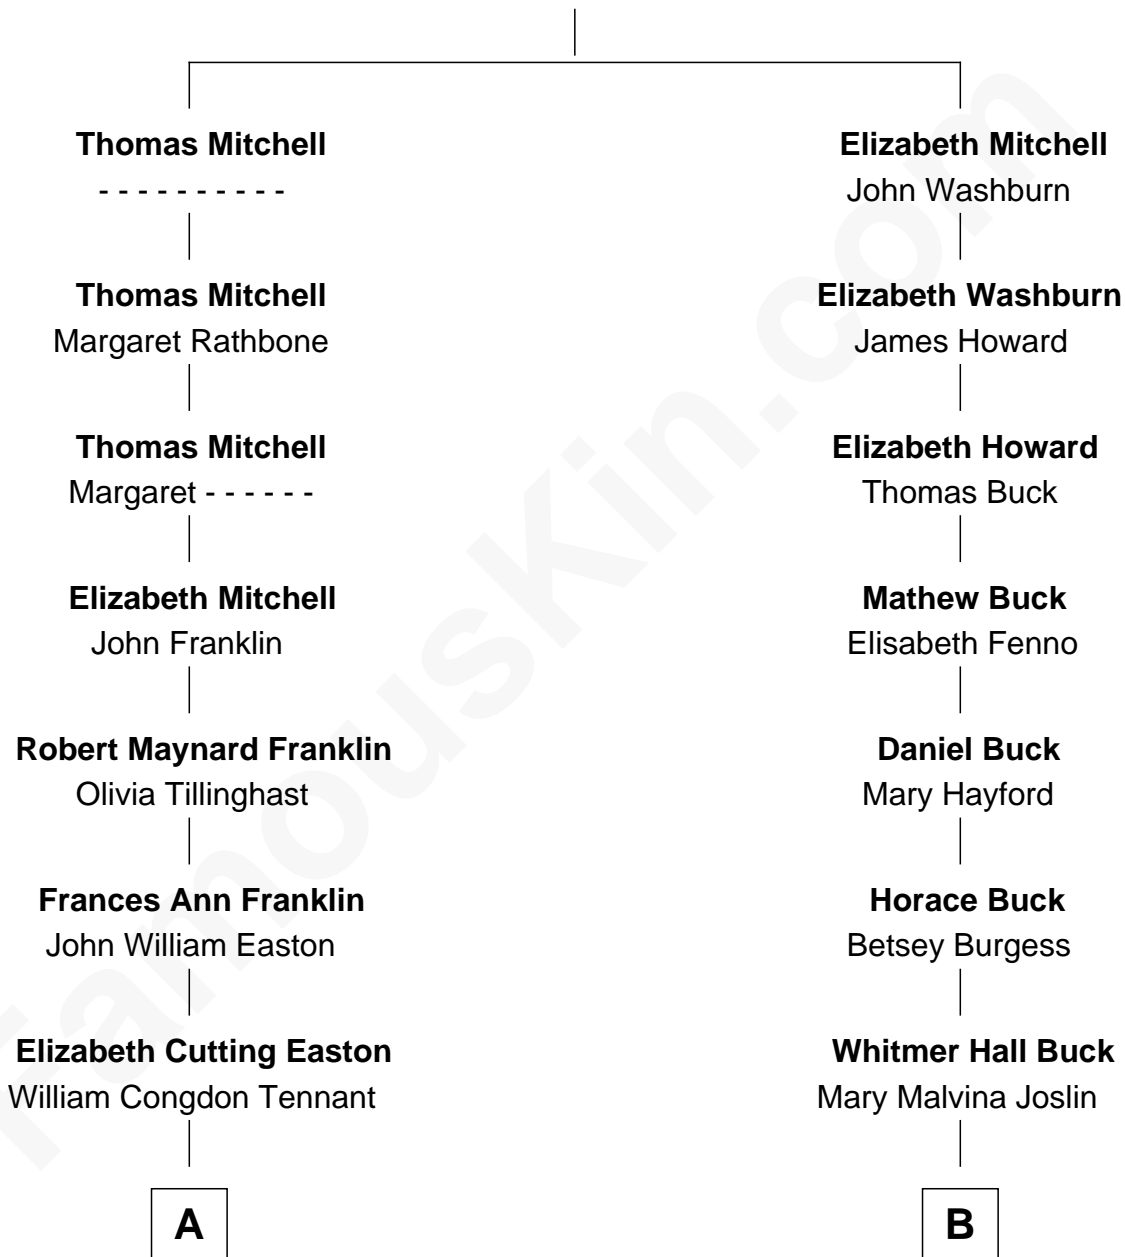 Thomas Mitchell
- - - - - - - - - -
Thomas Mitchell
Margaret Rathbone
Thomas Mitchell
Margaret - - - - - -
Elizabeth Mitchell
John Franklin
Robert Maynard Franklin
Olivia Tillinghast
Frances Ann Franklin
John William Easton
Elizabeth Cutting Easton
William Congdon Tennant
A
Elizabeth Mitchell
John Washburn
Elizabeth Washburn
James Howard
Elizabeth Howard
Thomas Buck
Mathew Buck
Elisabeth Fenno
Daniel Buck
Mary Hayford
Horace Buck
Betsey Burgess
Whitmer Hall Buck
Mary Malvina Joslin
B
FamousKin.com